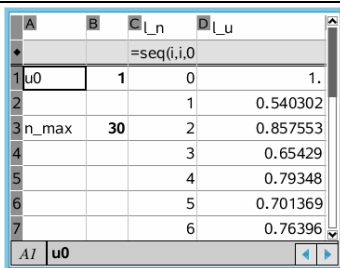 A B C l_n D l_u
◆ =seq(i,i,0
1 u0 1 0 1.
2 1 0.540302
3 n_max 30 2 0.857553
4 3 0.65429
5 4 0.79348
6 5 0.701369
7 6 0.76396
A1 u0